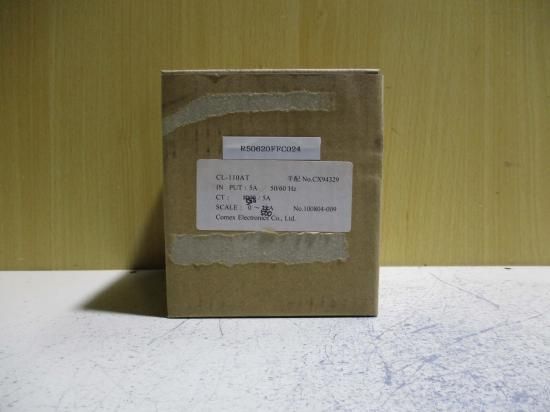 R50620FFC024
CL-110AT 手配 No.CX94329
IN PUT : 5A 50/60 Hz
CT : / 5A
SCALE : 0 ~ A No.100804-009
Comex Electronics Co., Ltd.